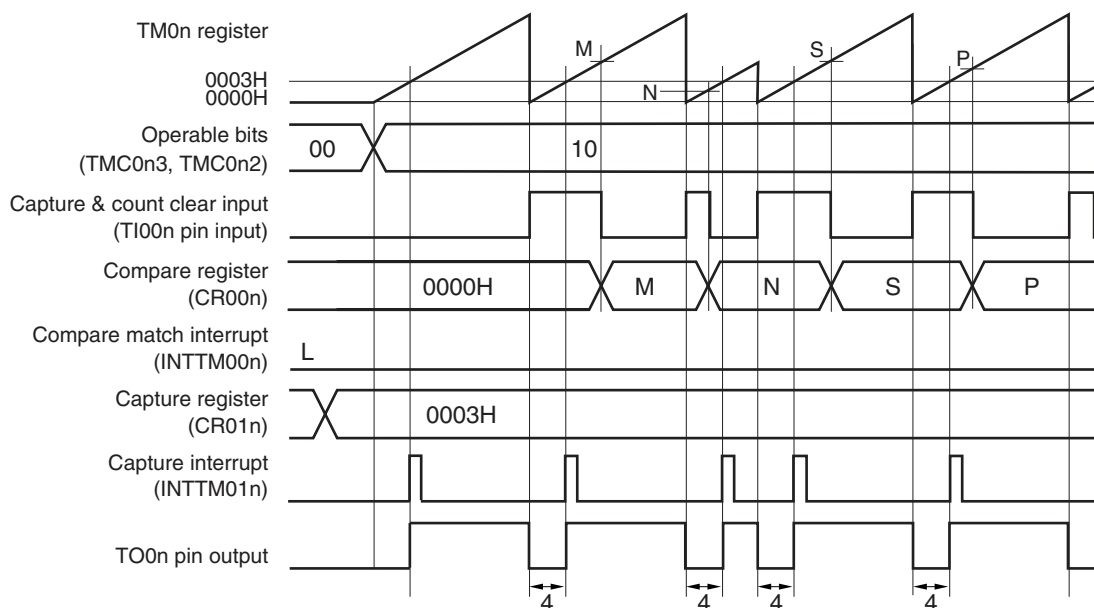 TM0n register
M
S
P
0003H
N
0000H
Operable bits
(TMC0n3, TMC0n2)
00
10
Capture & count clear input
(TI00n pin input)
Compare register
(CR00n)
0000H
M
N
S
P
Compare match interrupt
(INTTM00n)
L
Capture register
(CR01n)
0003H
Capture interrupt
(INTTM01n)
TO0n pin output
4
4
4
4